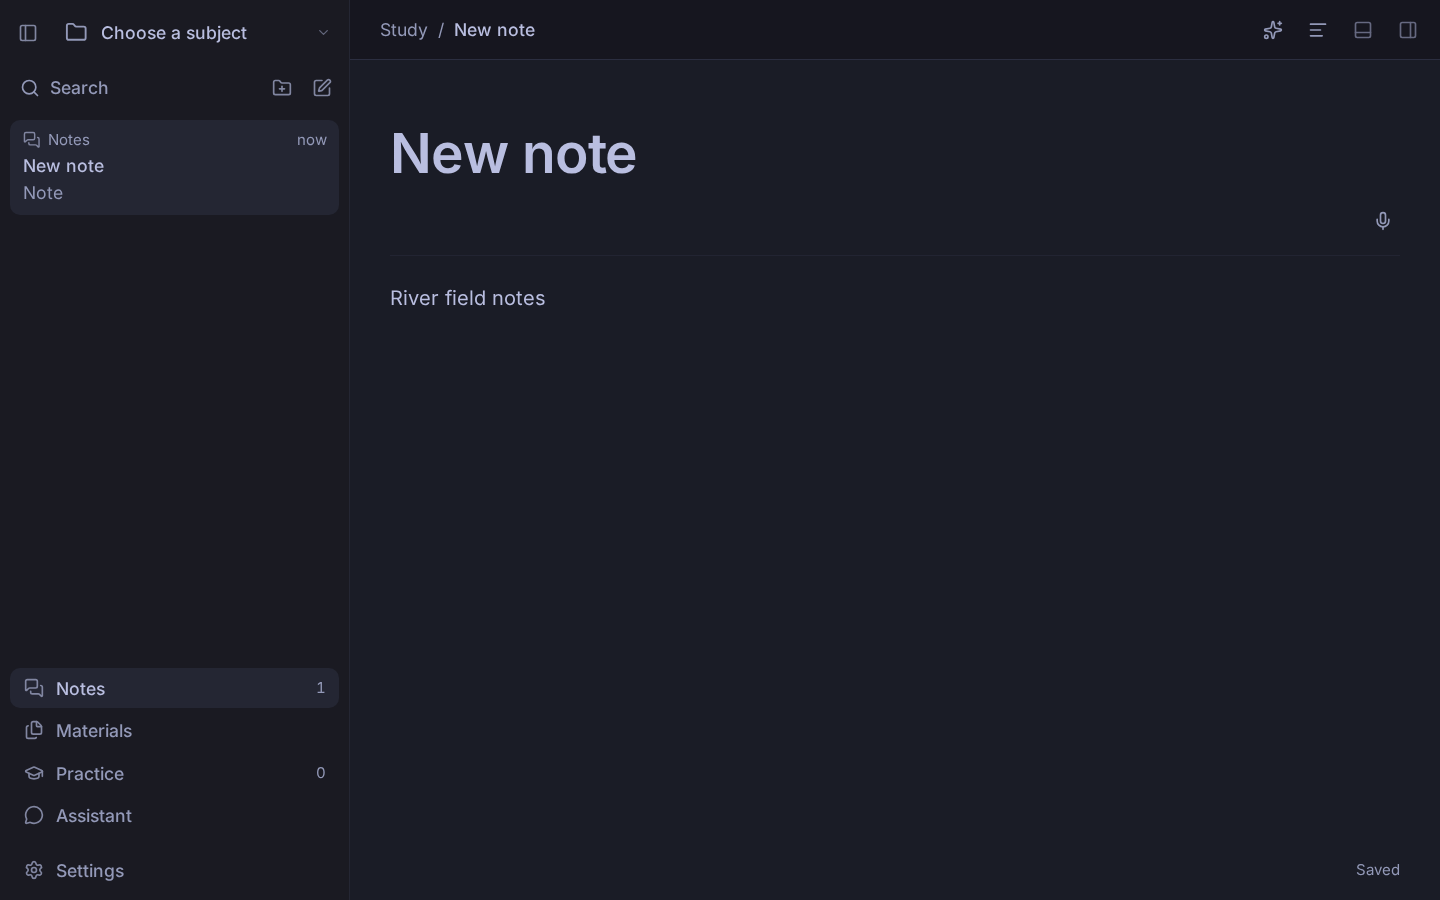 Choose a subject
Study / New note
Search
Notes now
New note
Note
New note
River field notes
Notes 1
Materials
Practice 0
Assistant
Settings
Saved